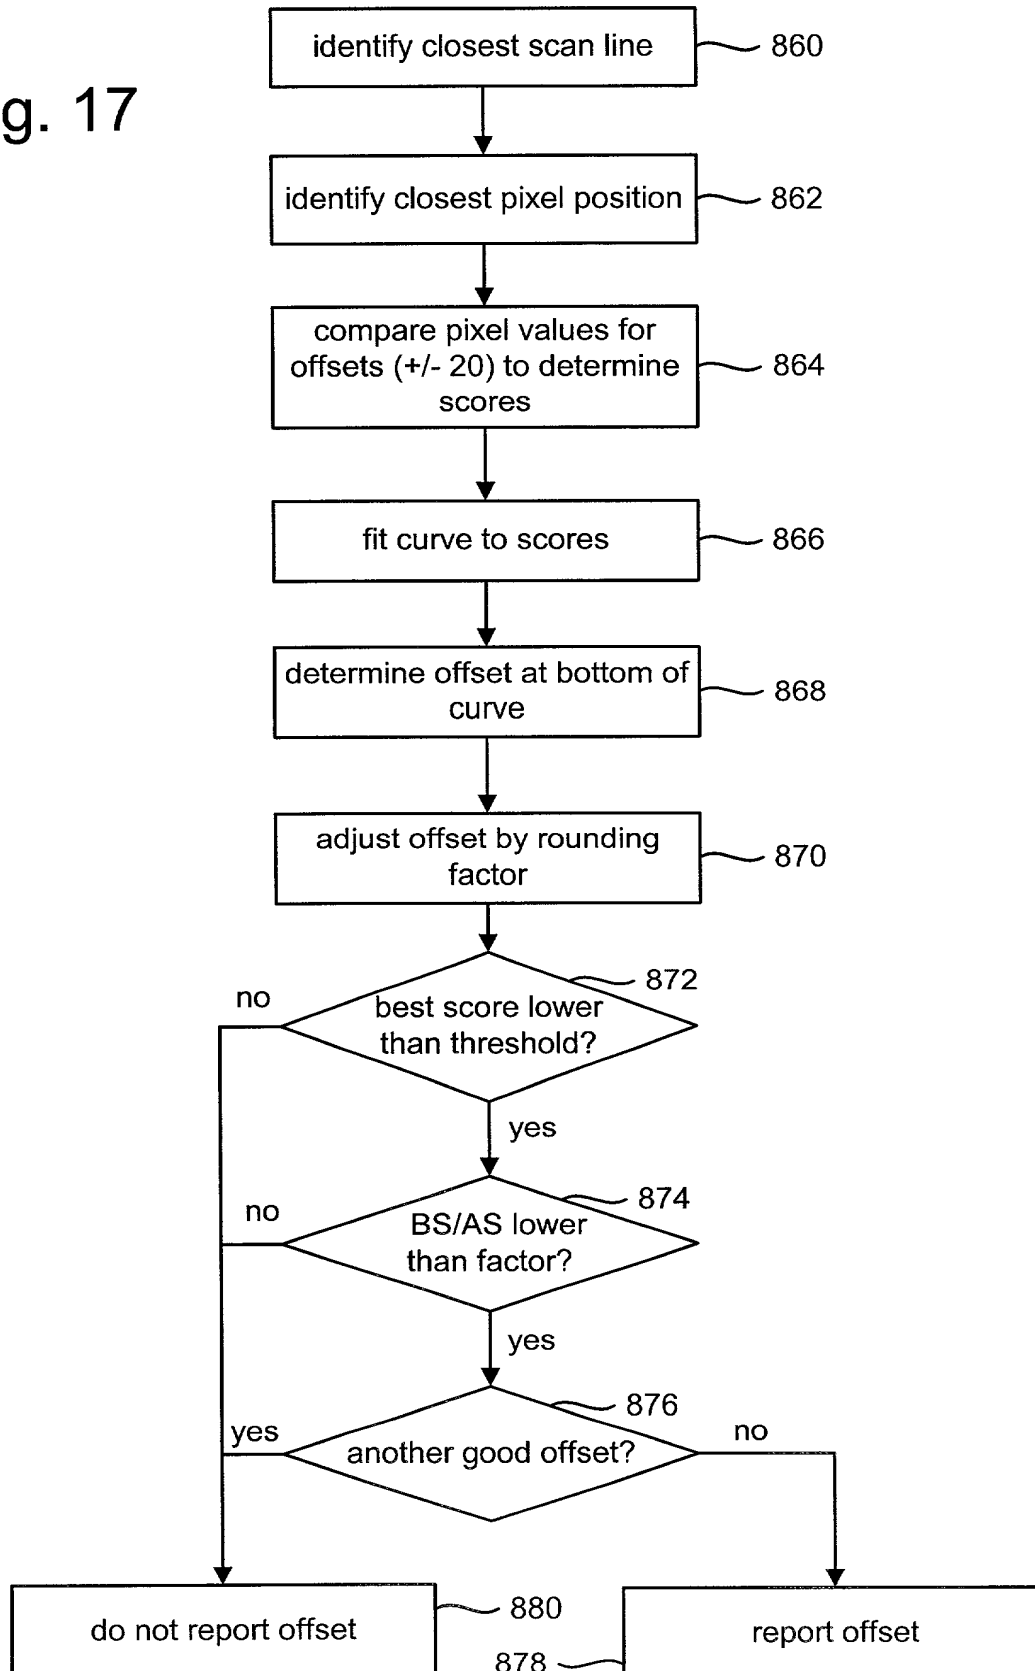 identify closest scan line
860
g. 17
identify closest pixel position
862
compare pixel values for
offsets (+/- 20) to determine
scores
864
fit curve to scores
866
determine offset at bottom of
curve
868
adjust offset by rounding
factor
870
872
no
best score lower
than threshold?
yes
874
no
BS/AS lower
than factor?
yes
876
yes
another good offset?
no
do not report offset
880
report offset
878